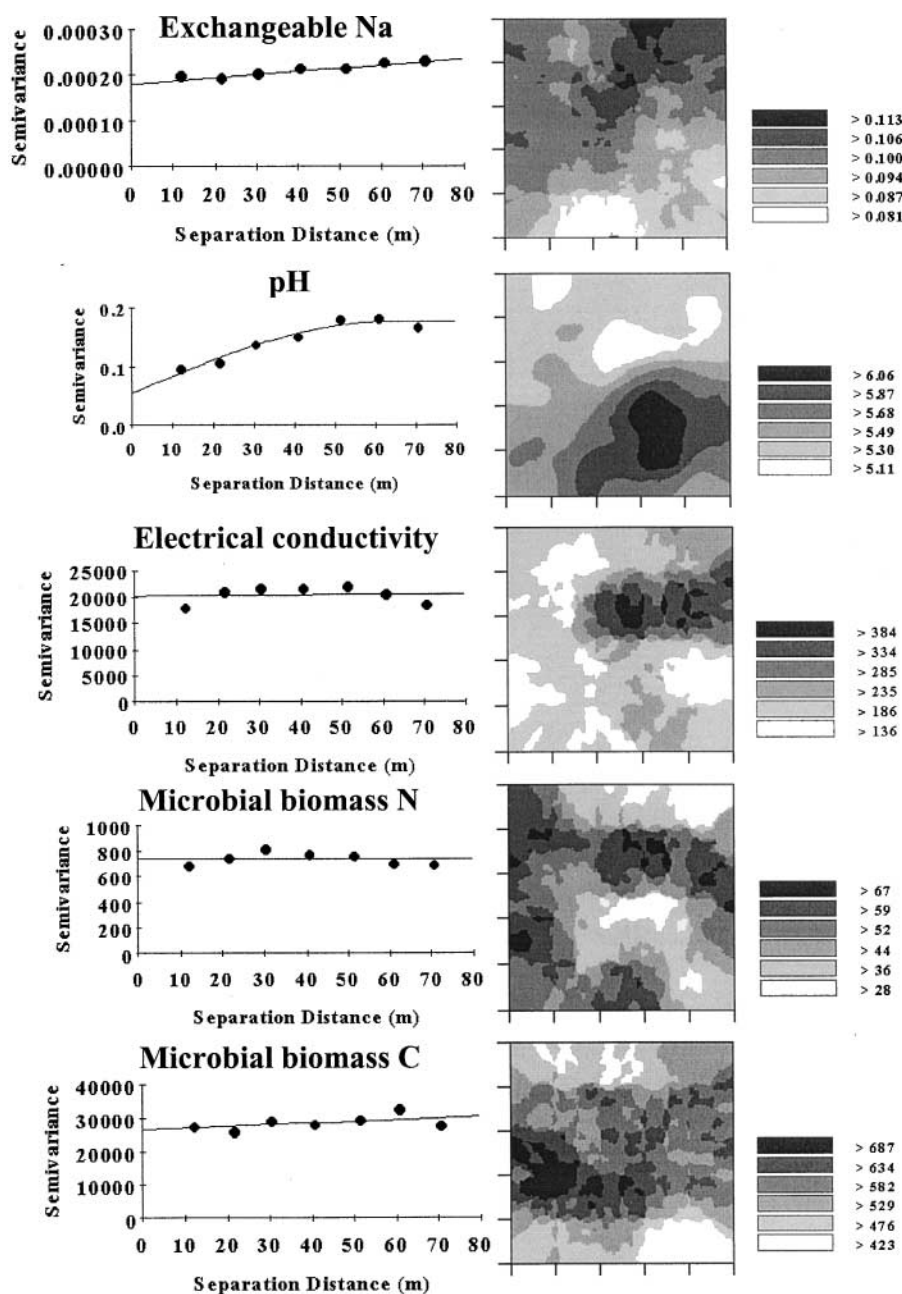 Exchangeable Na
Semivariance
0.00030
0.00020
0.00010
0.00000
0 10 20 30 40 50 60 70 80
Separation Distance (m)
> 0.113
> 0.106
> 0.100
> 0.094
> 0.087
> 0.081
pH
Semivariance
0.2
0.1
0.0
0 10 20 30 40 50 60 70 80
Separation Distance (m)
> 6.06
> 5.87
> 5.68
> 5.49
> 5.30
> 5.11
Electrical conductivity
Semivariance
25000
20000
15000
10000
5000
0
0 10 20 30 40 50 60 70 80
Separation Distance (m)
> 384
> 334
> 285
> 235
> 186
> 136
Microbial biomass N
Semivariance
1000
800
600
400
200
0
0 10 20 30 40 50 60 70 80
Separation Distance (m)
> 67
> 59
> 52
> 44
> 36
> 28
Microbial biomass C
Semivariance
40000
30000
20000
10000
0
0 10 20 30 40 50 60 70 80
Separation Distance (m)
> 687
> 634
> 582
> 529
> 476
> 423